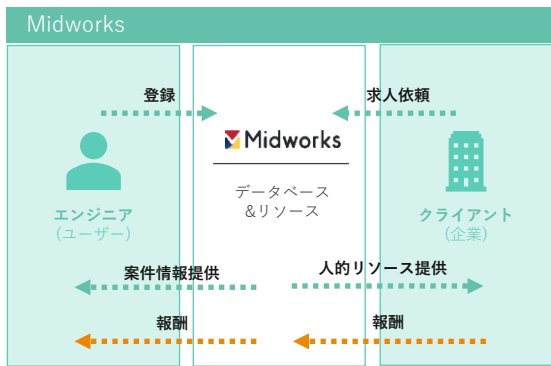 Midworks
登録
求人依頼
Midworks
データベース
&リソース
エンジニア
(ユーザー)
クライアント
(企業)
案件情報提供
人的リソース提供
報酬
報酬